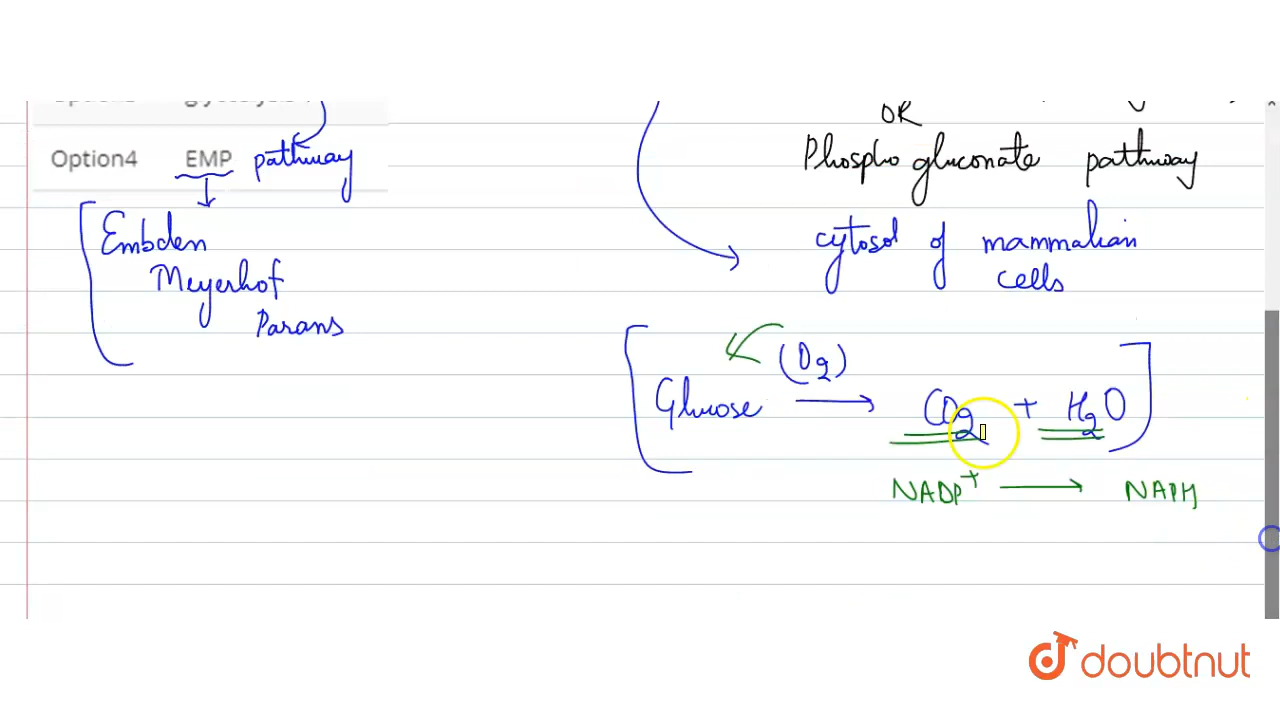 OR
Option4 EMP pathway
Phospho gluconate pathway
Embden
Meyerhof
Parans
cytosol of mammalian
cells
(O2)
Glucose → CO2 + H2O
NADP+ → NAPH
doubtnut